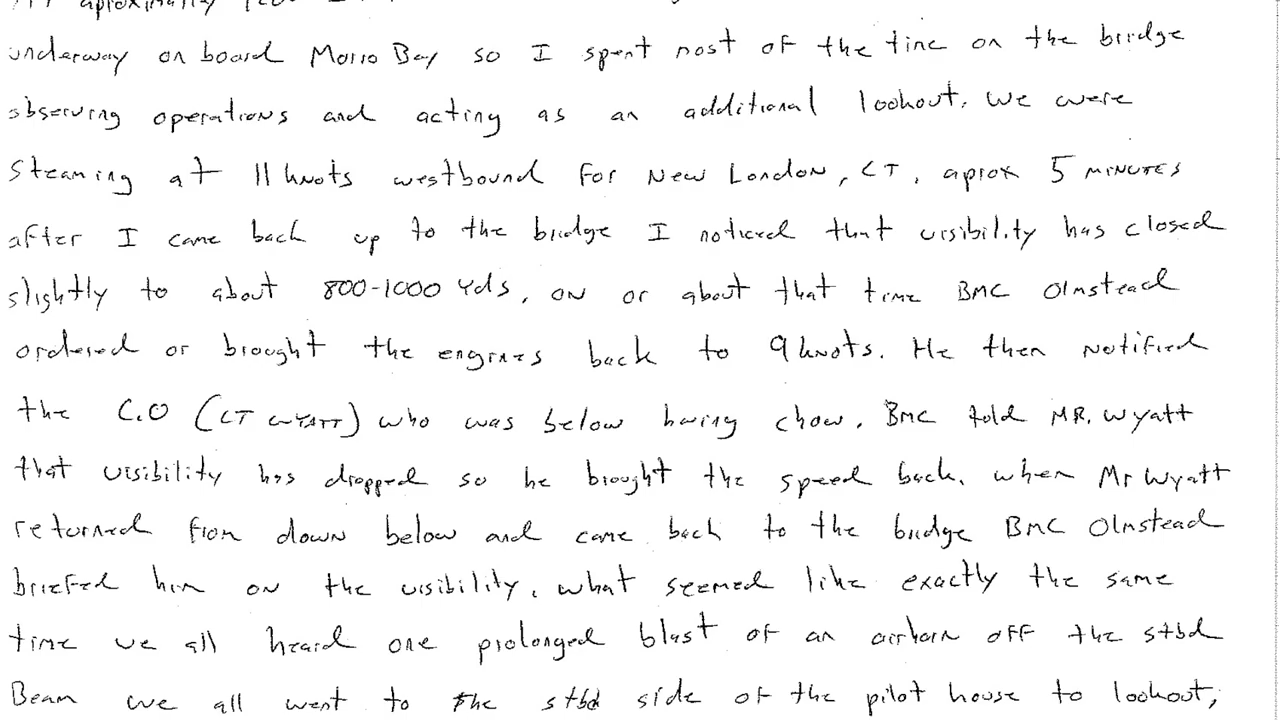 aproximatly
underway on board Morro Bay so I spent most of the time on the bridge
observing operations and acting as an additional lookout. We were
Steaming at 11 knots westbound for New London, CT, aprox 5 MINUTES
after I came back up to the bridge I noticed that visibility has closed
slightly to about 800-1000 Yds, on or about that time BMC Olmstead
ordered or brought the engines back to 9 knots. He then notified
the C.O (LT WYATT) who was below having chow. BMC told MR. Wyatt
that visibility has dropped so he brought the speed back. when Mr Wyatt
returned from down below and came back to the bridge BMC Olmstead
briefed him on the visibility. what seemed like exactly the same
time we all heard one prolonged blast of an airhorn off the stbd
Beam we all went to the stbd side of the pilot house to lookout,